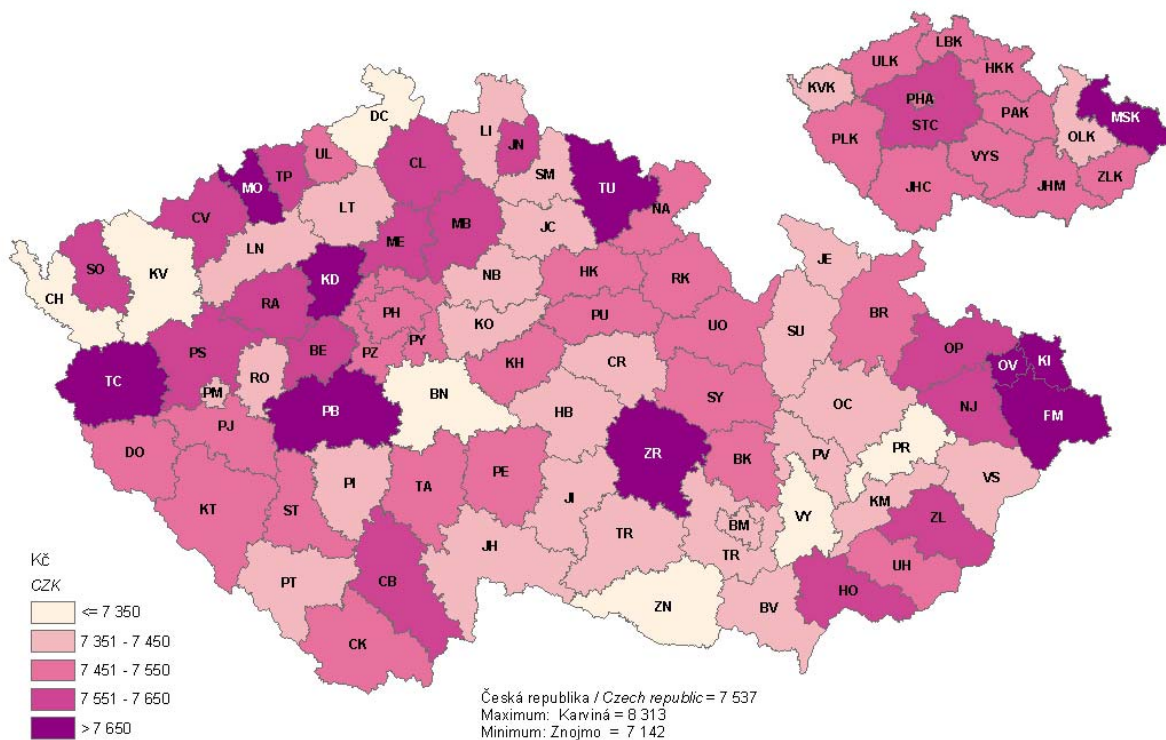 LBK
ULK
HKK
KVK
PHA
MSK
PAK
STC
OLK
PLK
VYS
ZLK
JHM
JHC
DC
LI
JN
UL
TP
MO
CL
SM
TU
NA
CV
LT
MB
JC
ME
LN
SO
KV
CH
KD
NB
HK
RK
JE
RA
PH
KO
PU
UO
SU
BR
PS
BE
PZ
PY
KH
CR
OP
OV
KI
TC
RO
PM
PB
BN
SY
HB
OC
NJ
FM
PJ
DO
ZR
PR
BK
PV
VS
PE
PI
TA
KT
ST
JI
KM
VY
ZL
BM
TR
TR
JH
UH
PT
CB
HO
ZN
BV
CK
Kč
CZK
<= 7 350
7 351 - 7 450
7 451 - 7 550
7 551 - 7 650
> 7 650
Česká republika / Czech republic = 7 537
Maximum: Karviná = 8 313
Minimum: Znojmo = 7 142